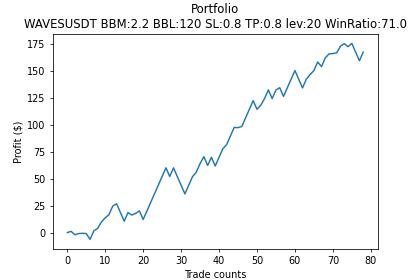 Portfolio
WAVESUSDT BBM:2.2 BBL:120 SL:0.8 TP:0.8 lev:20 WinRatio:71.0
175
150
125
100
75
50
25
0
Profit ($)
0 10 20 30 40 50 60 70 80
Trade counts